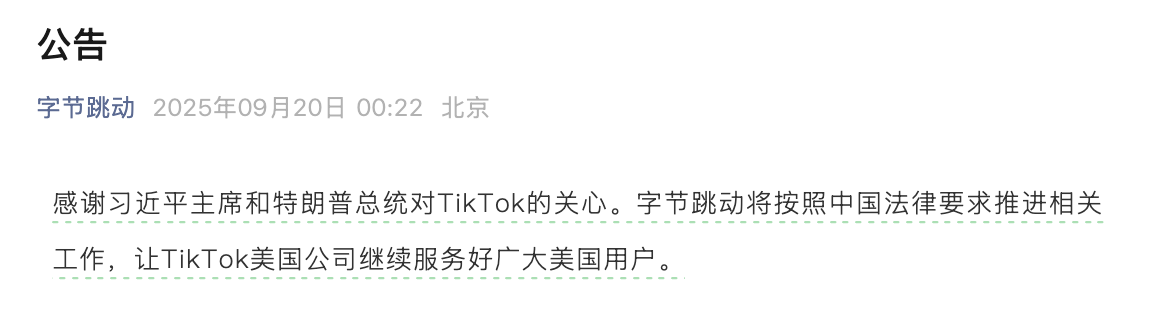 公告
字节跳动 2025年09月20日 00:22 北京
感谢习近平主席和特朗普总统对TikTok的关心。字节跳动将按照中国法律要求推进相关
工作，让TikTok美国公司继续服务好广大美国用户。